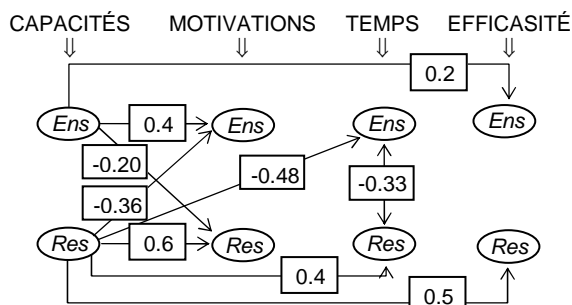 CAPACITÉS MOTIVATIONS TEMPS EFFICASITÉ
0.2
Ens 0.4 Ens Ens Ens
-0.20
-0.48 -0.33
-0.36
Res 0.6 Res Res Res
0.4
0.5